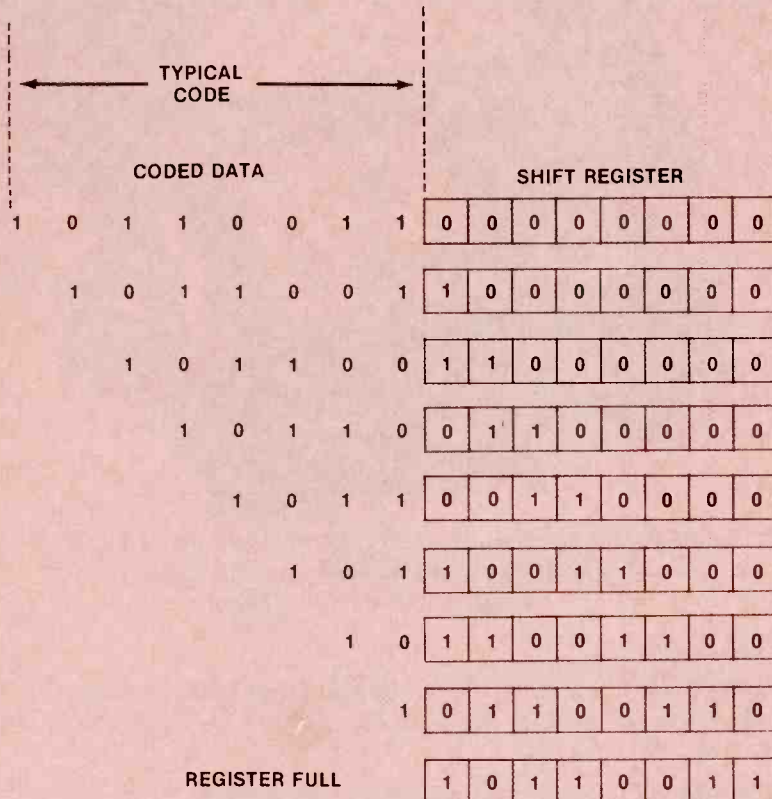 TYPICAL
CODE
CODED DATA SHIFT REGISTER
1 0 1 1 0 0 1 1 0 0 0 0 0 0 0 0
1 0 1 1 0 0 1 1 0 0 0 0 0 0 0
1 0 1 1 0 0 1 1 0 0 0 0 0 0
1 0 1 1 0 0 1 1 0 0 0 0 0
1 0 1 1 0 0 1 1 0 0 0 0
1 0 1 1 0 0 1 1 0 0 0
1 0 1 1 0 0 1 1 0 0
1 0 1 1 0 0 1 1 0
REGISTER FULL 1 0 1 1 0 0 1 1